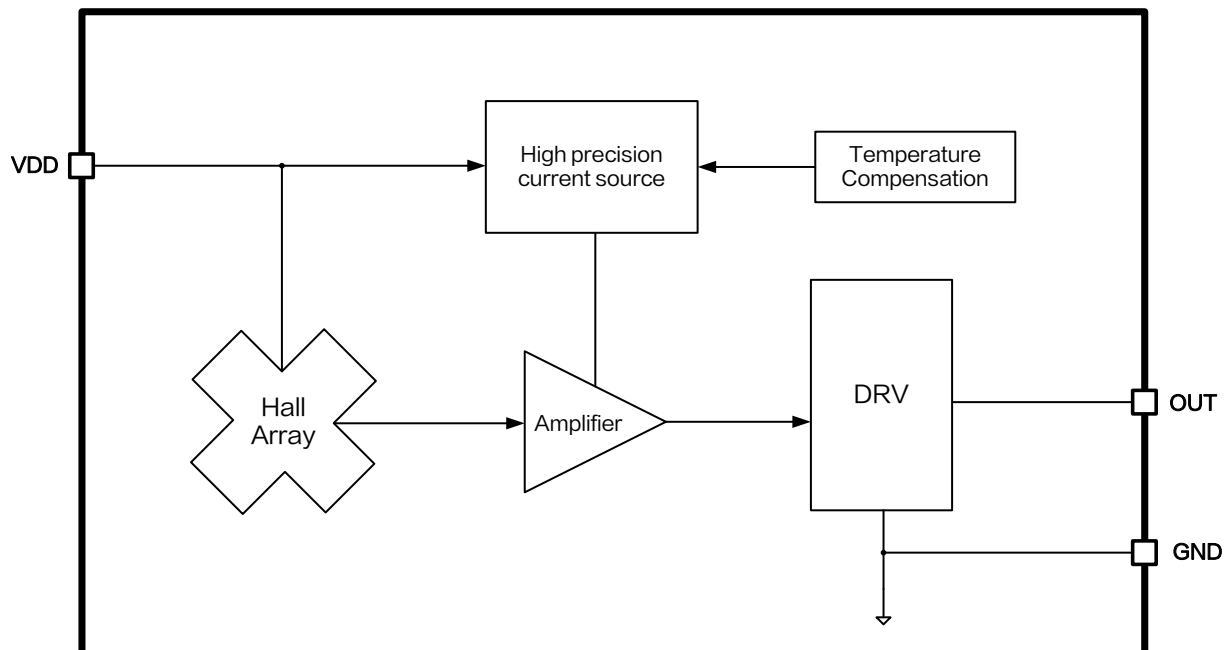 High precision
current source
Temperature
Compensation
VDD
Hall
Array
Amplifier
DRV
OUT
GND